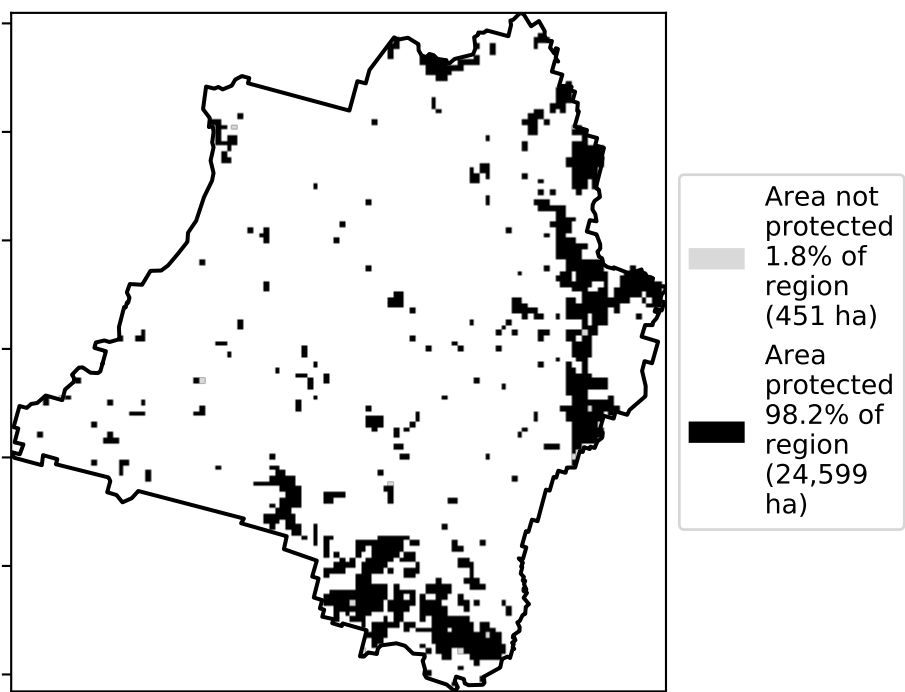 Area not
protected
1.8% of
region
(451 ha)
Area
protected
98.2% of
region
(24,599
ha)